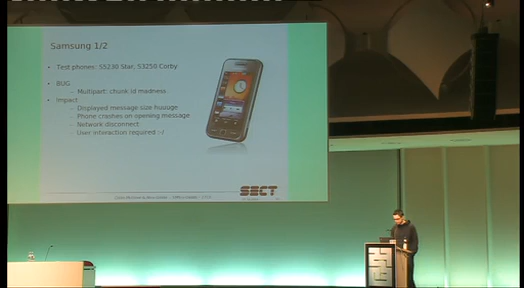 Samsung 1/2
• Test phones: S5230 Star, S3250 Corby
• BUG
– Multipart: chunk id madness
• Impact
– Displayed message size huuuge
– Phone crashes on opening message
– Network disconnect
– User interaction required :-/
SECT